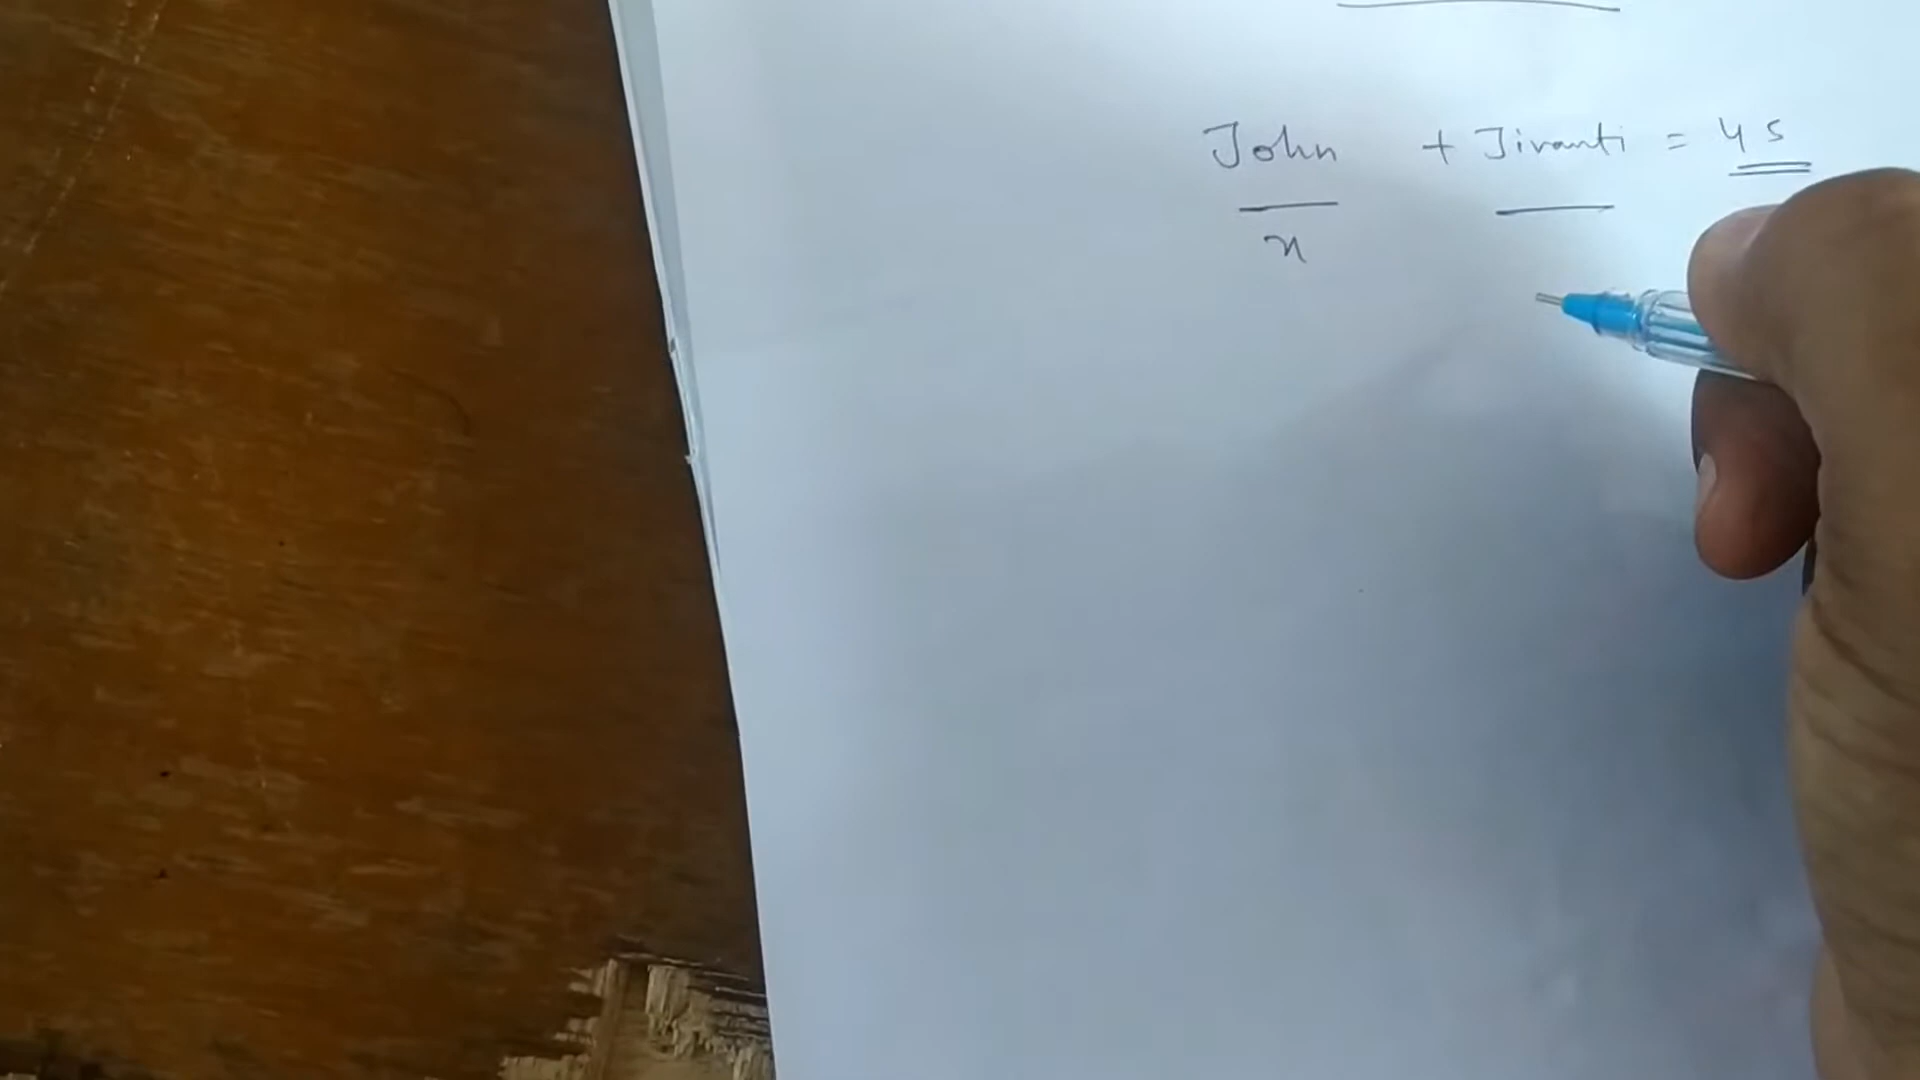 John + Jivanti = 45
x